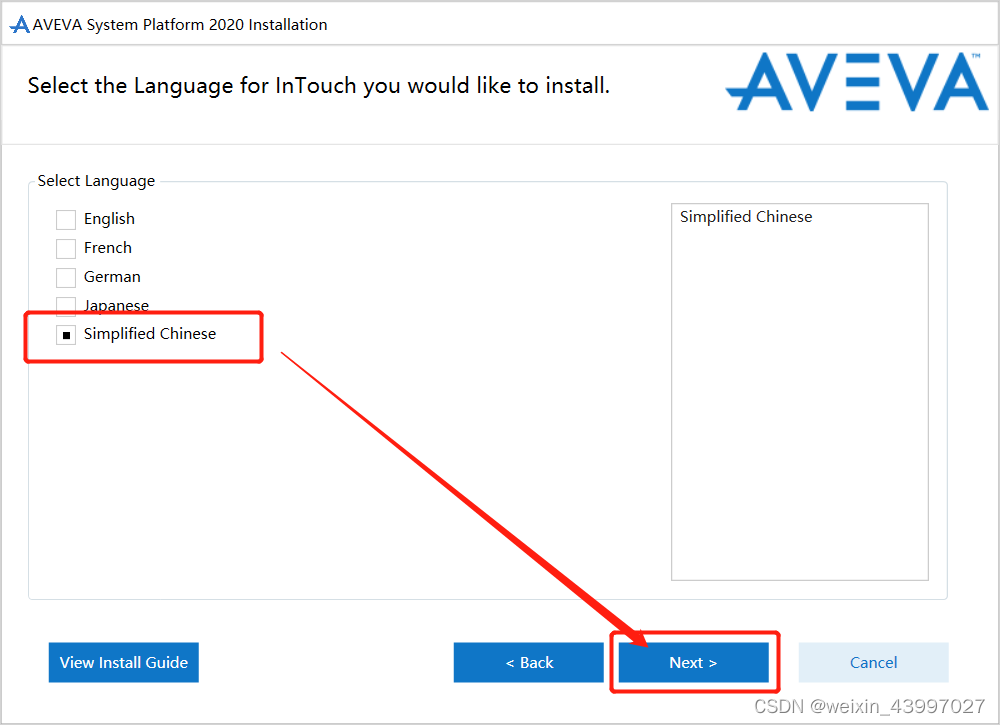 AVEVA System Platform 2020 Installation
Select the Language for InTouch you would like to install.
AVEVA™
Select Language
English
French
German
Japanese
Simplified Chinese
Simplified Chinese
View Install Guide
< Back
Next >
Cancel
CSDN @weixin_43997027